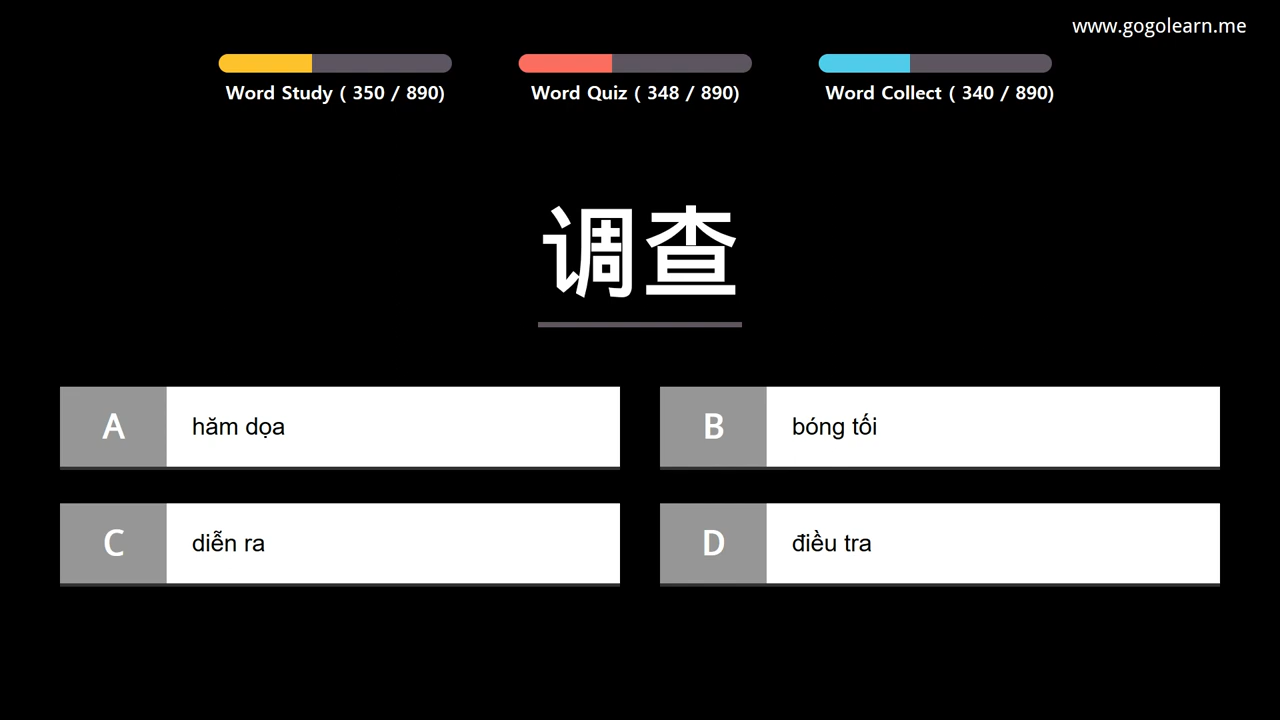 www.gogolearn.me
Word Study ( 350 / 890)
Word Quiz ( 348 / 890)
Word Collect ( 340 / 890)
调查
A hăm dọa
B bóng tối
C diễn ra
D điều tra